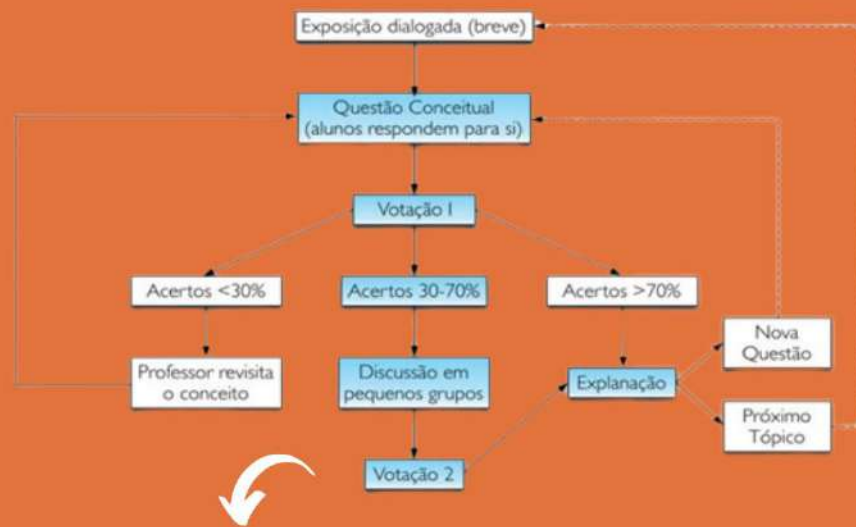 Exposição dialogada (breve)
Questão Conceitual
(alunos respondem para si)
Votação 1
Acertos <30%
Acertos 30-70%
Acertos >70%
Professor revisita
o conceito
Discussão em
pequenos grupos
Explanação
Nova
Questão
Próximo
Tópico
Votação 2